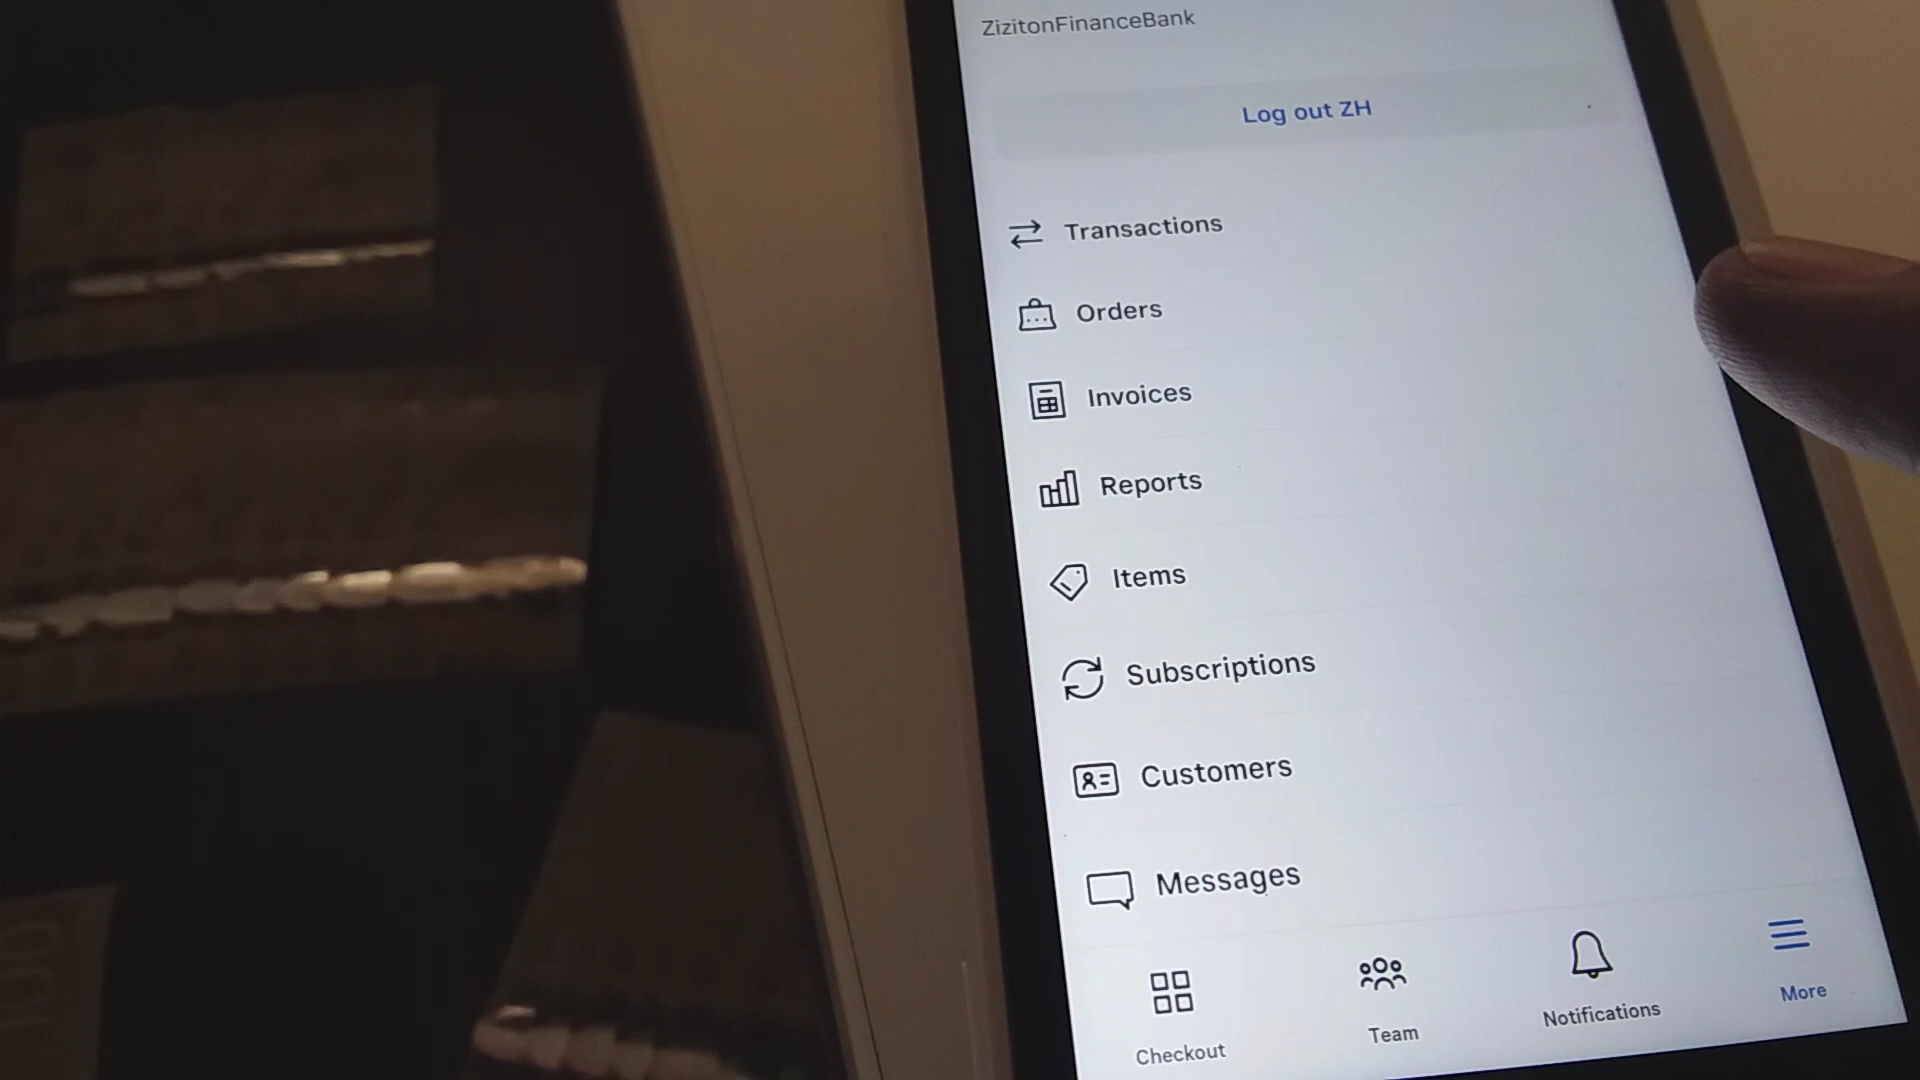 ZizitonFinanceBank
Log out ZH
Transactions
Orders
Invoices
Reports
Items
Subscriptions
Customers
Messages
Checkout
Team
Notifications
More